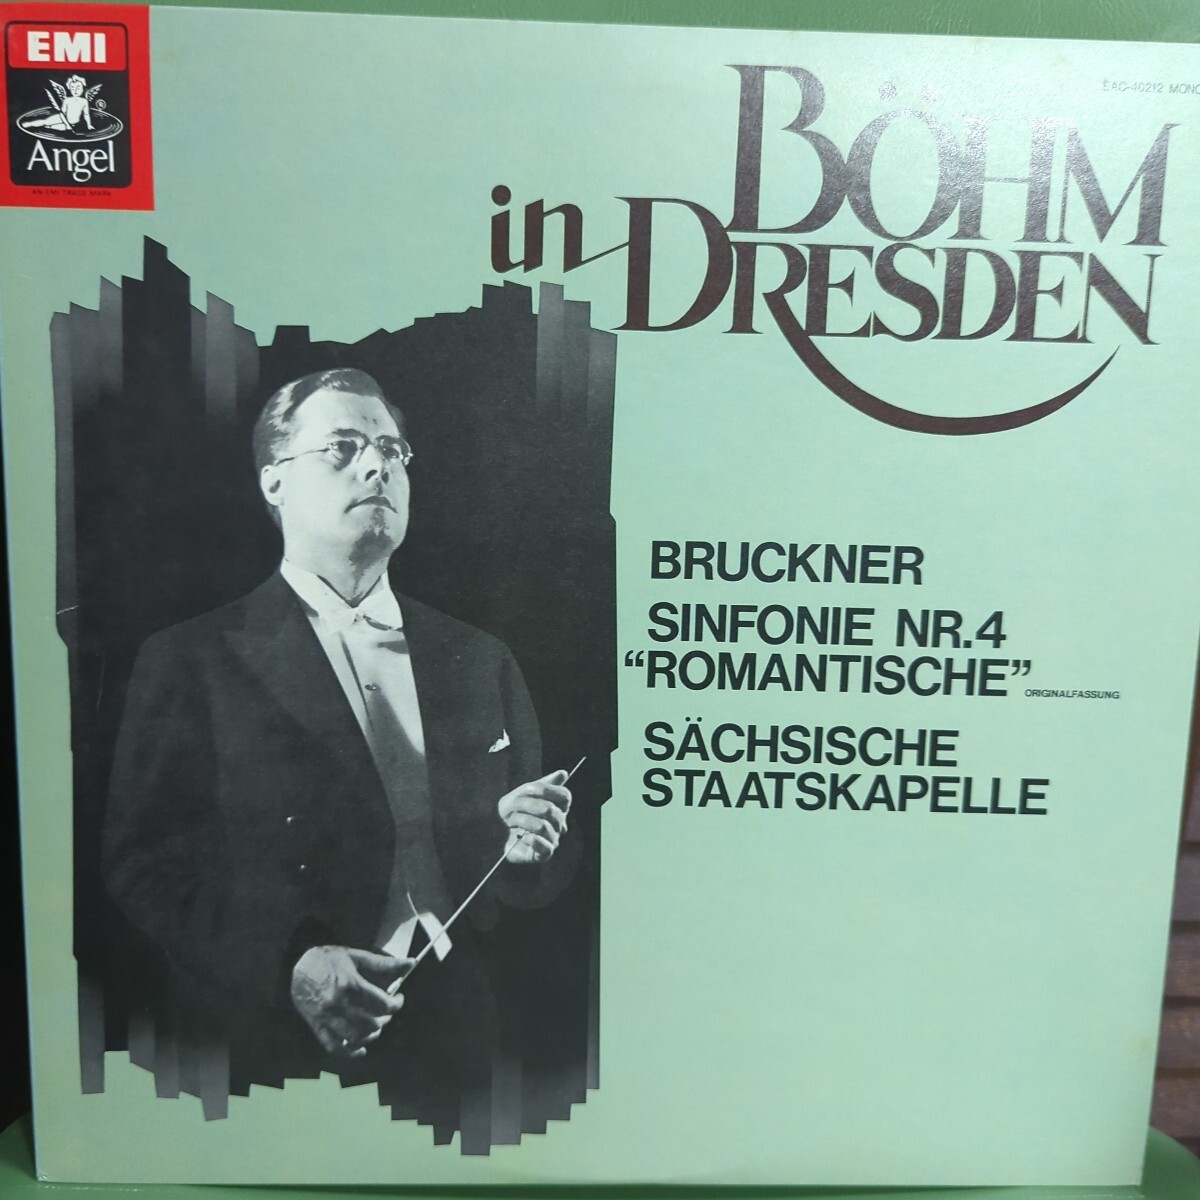 EMI
Angel
AN EMI TRADE MARK
EAC-40212 MONO
BÖHM
in DRESDEN
BRUCKNER
SINFONIE NR.4
“ROMANTISCHE” ORIGINALFASSUNG
SÄCHSISCHE
STAATSKAPELLE